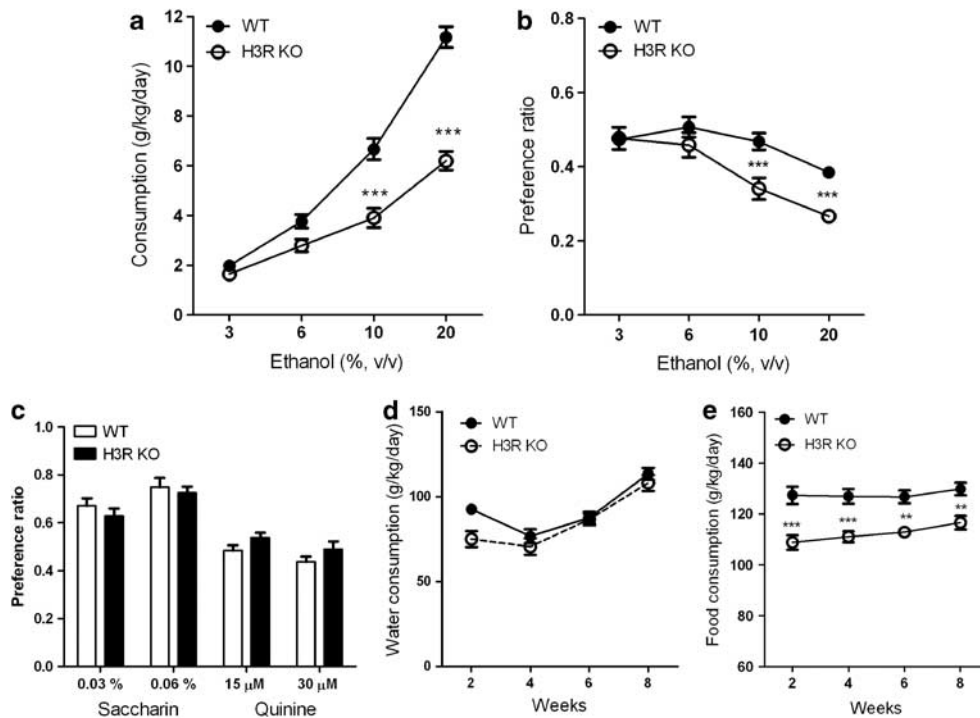 a
WT
H3R KO
Consumption (g/kg/day)
12
10
8
6
4
2
0
***
***
3 6 10 20
Ethanol (%, v/v)
b
WT
H3R KO
Preference ratio
0.8
0.6
0.4
0.2
0.0
***
***
3 6 10 20
Ethanol (%, v/v)
c
WT
H3R KO
Preference ratio
1.0
0.8
0.6
0.4
0.2
0.0
0.03 % 0.06 % 15 µM 30 µM
Saccharin Quinine
d
WT
H3R KO
Water consumption (g/kg/day)
150
100
50
0
2 4 6 8
Weeks
e
WT
H3R KO
Food consumption (g/kg/day)
160
140
120
100
80
60
*** *** ** **
2 4 6 8
Weeks